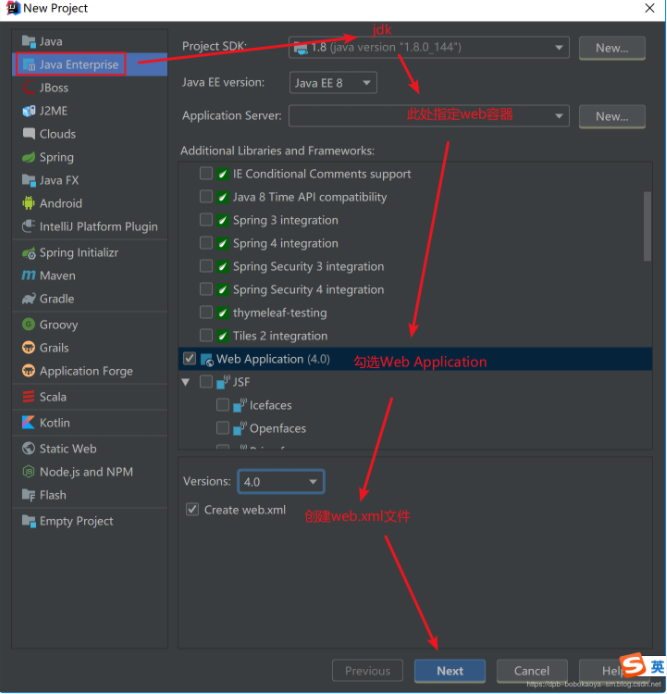 New Project
Java
Java Enterprise
JBoss
J2ME
Clouds
Spring
Java FX
Android
IntelliJ Platform Plugin
Spring Initializr
Maven
Gradle
Groovy
Grails
Application Forge
Scala
Kotlin
Static Web
Node.js and NPM
Flash
Empty Project
jdk
Project SDK: 1.8 (java version "1.8.0_144") New...
Java EE version: Java EE 8
Application Server: 此处指定web容器 New...
Additional Libraries and Frameworks:
IE Conditional Comments support
Java 8 Time API compatibility
Spring 3 integration
Spring 4 integration
Spring Security 3 integration
Spring Security 4 integration
thymeleaf-testing
Tiles 2 integration
Web Application (4.0) 勾选Web Application
JSF
Icefaces
Openfaces
Versions: 4.0
Create web.xml 创建web.xml文件
Previous Next Cancel Help
英